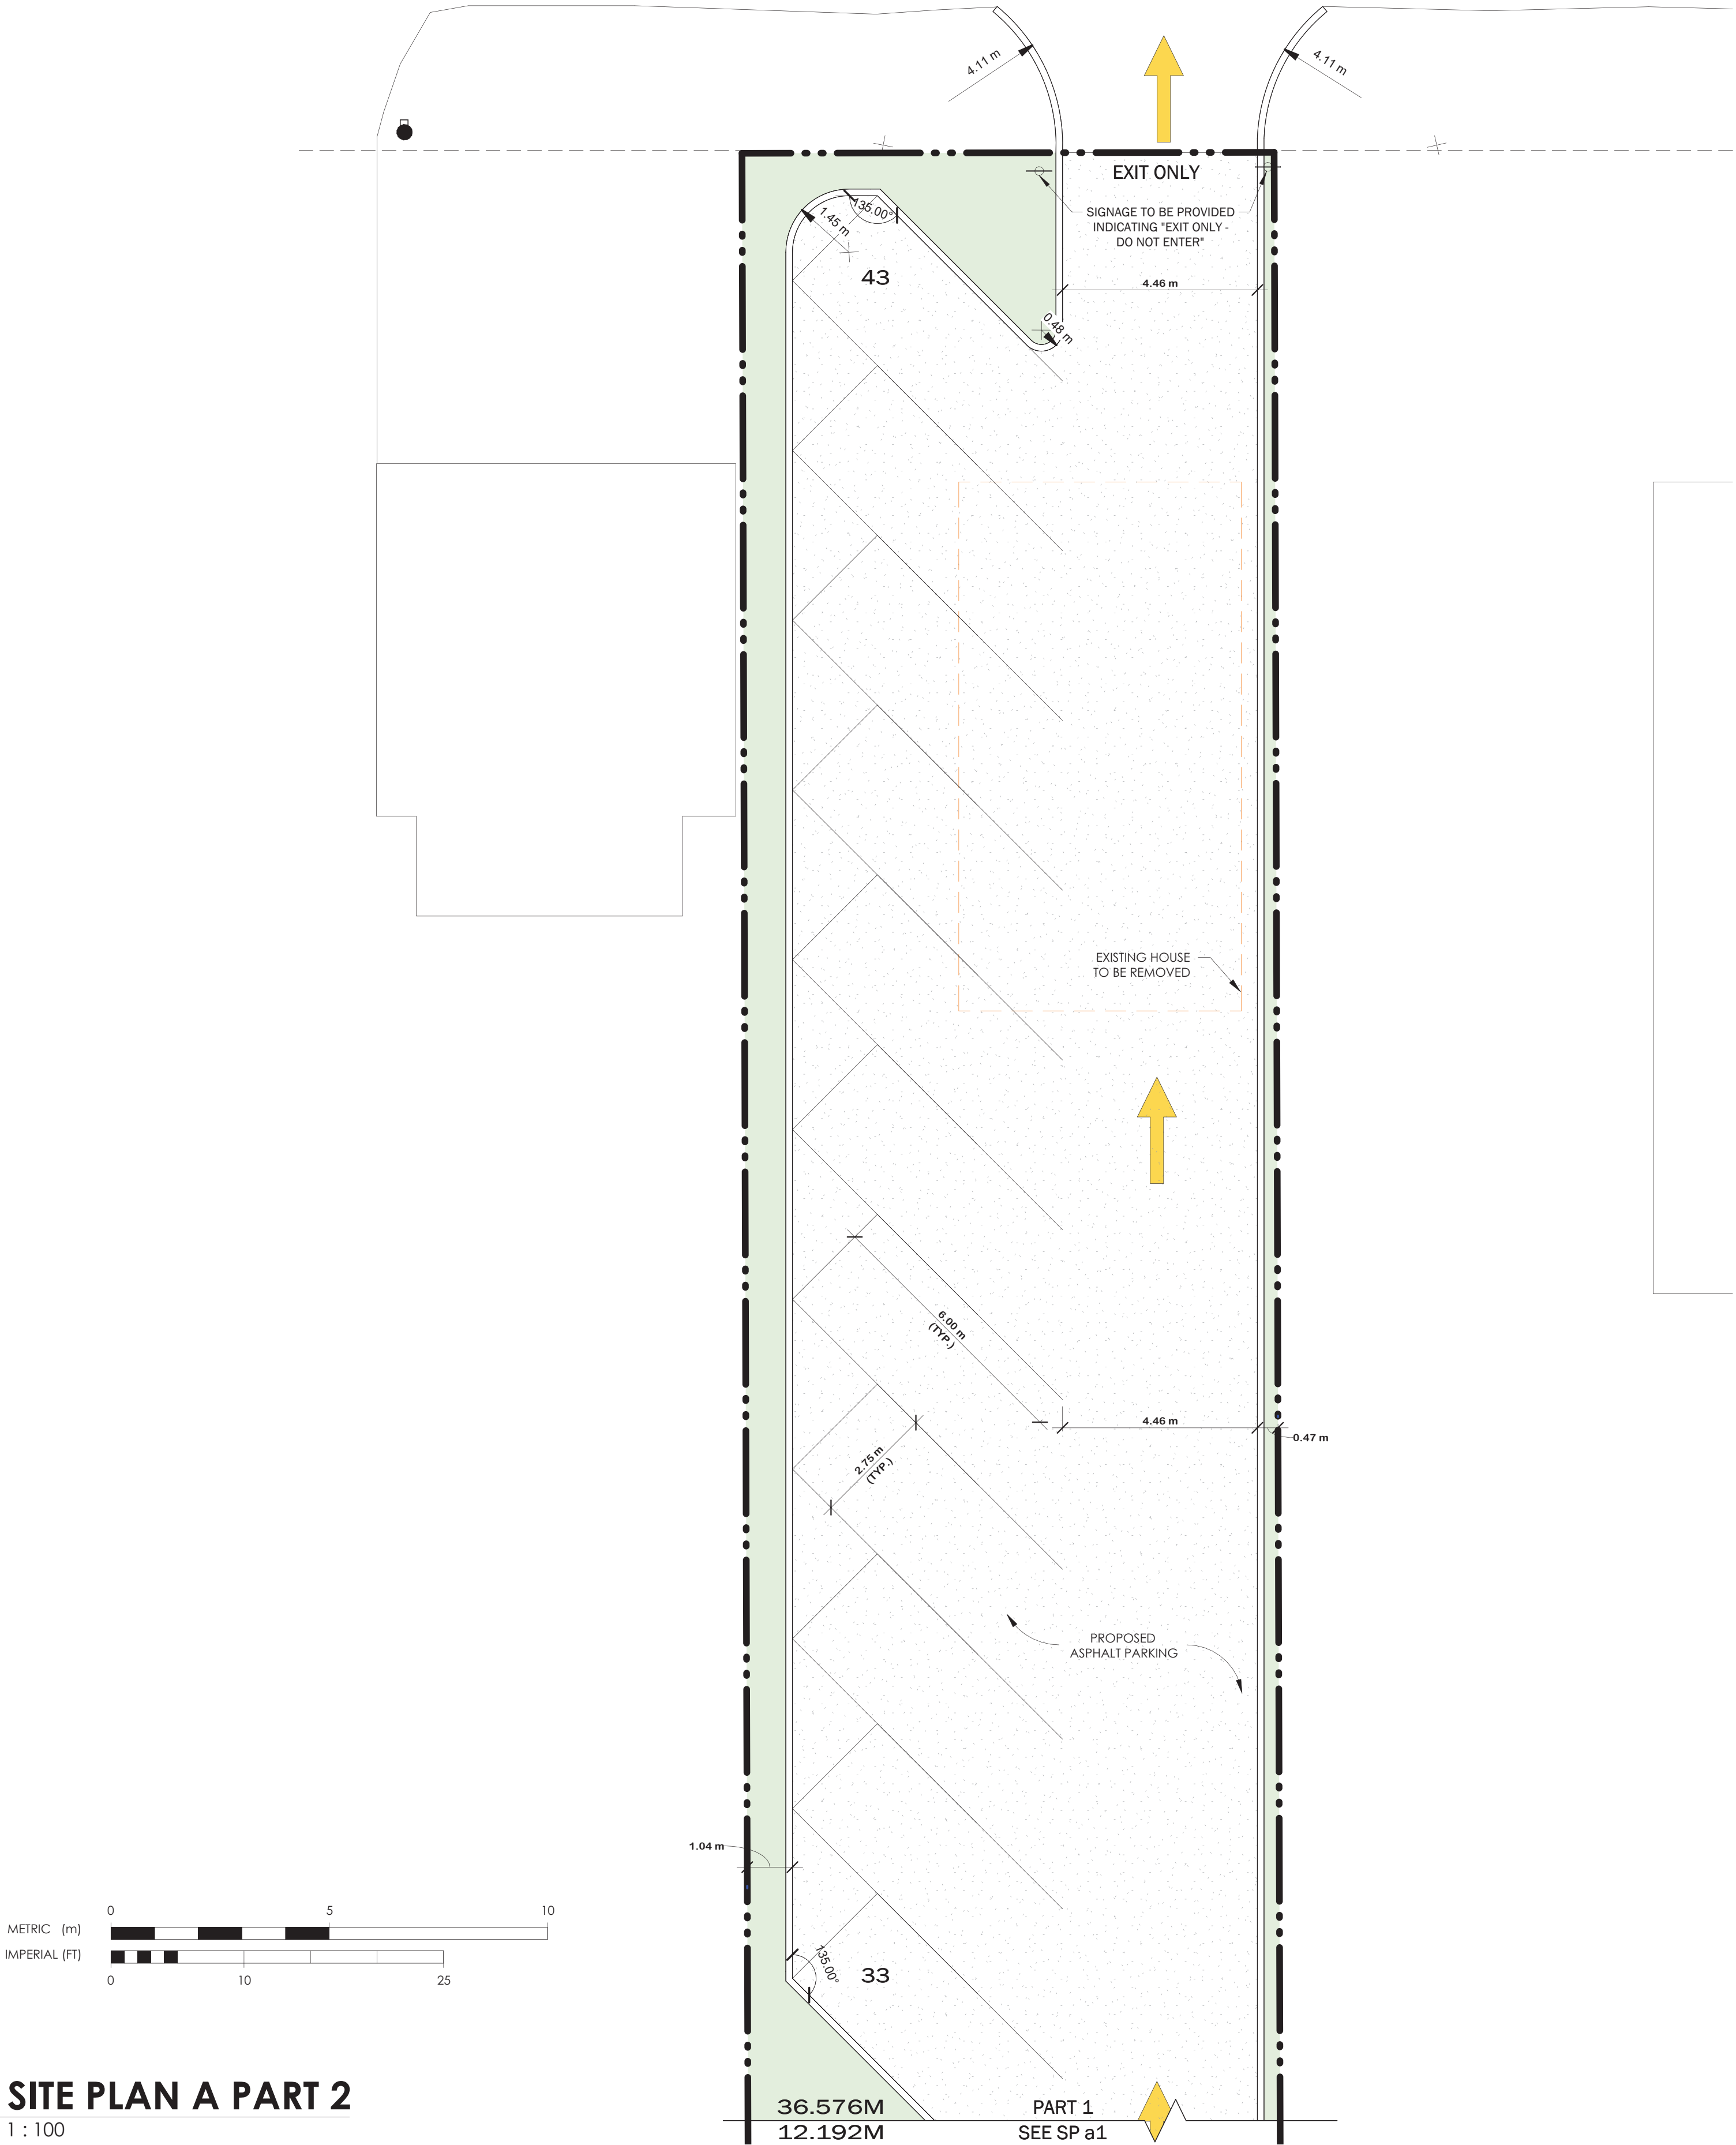 4.11 m
4.11 m
EXIT ONLY
SIGNAGE TO BE PROVIDED
INDICATING "EXIT ONLY -
DO NOT ENTER"
135.00°
1.45 m
43
4.46 m
0.48 m
EXISTING HOUSE
TO BE REMOVED
6.00 m
(TYP.)
4.46 m
0.47 m
2.75 m
(TYP.)
PROPOSED
ASPHALT PARKING
1.04 m
0 5 10
METRIC (m)
IMPERIAL (FT)
0 10 25
135.00°
33
SITE PLAN A PART 2
1 : 100
36.576M
12.192M
PART 1
SEE SP a1